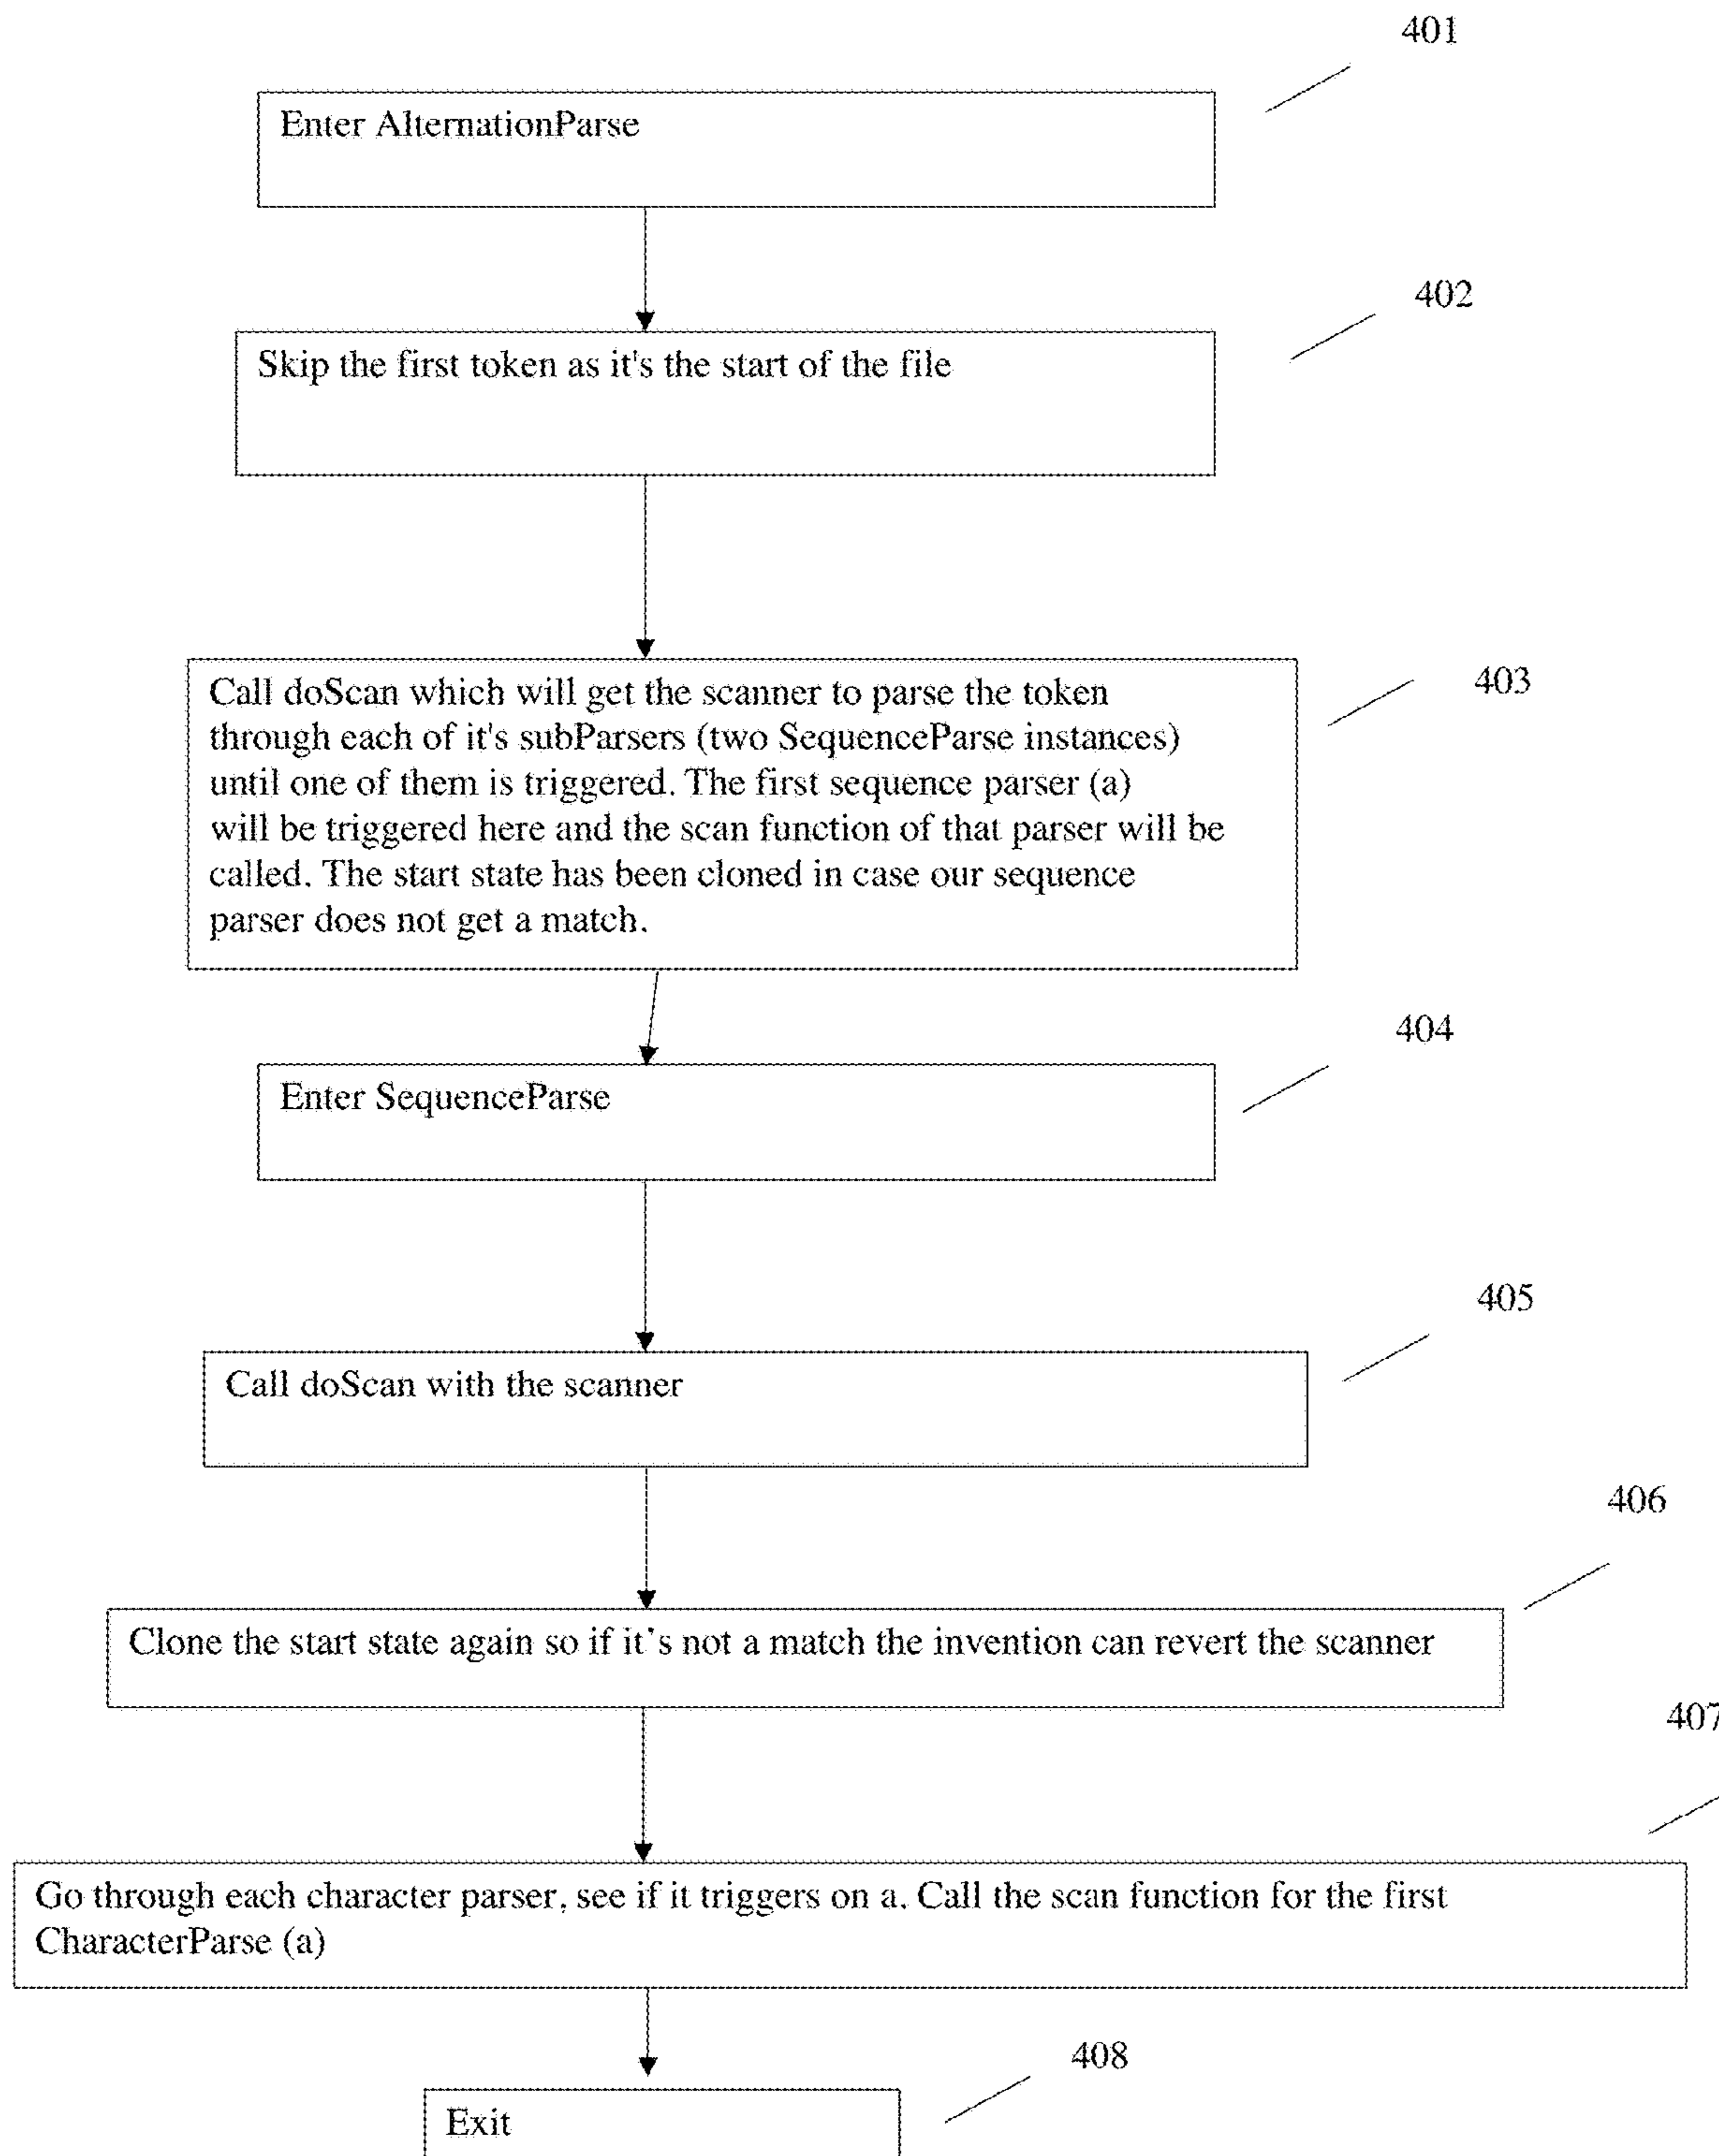 401
Enter AlternationParse
402
Skip the first token as it's the start of the file
403
Call doScan which will get the scanner to parse the token
through each of it's subParsers (two SequenceParse instances)
until one of them is triggered. The first sequence parser (a)
will be triggered here and the scan function of that parser will be
called. The start state has been cloned in case our sequence
parser does not get a match.
404
Enter SequenceParse
405
Call doScan with the scanner
406
Clone the start state again so if it’s not a match the invention can revert the scanner
407
Go through each character parser, see if it triggers on a. Call the scan function for the first
CharacterParse (a)
408
Exit